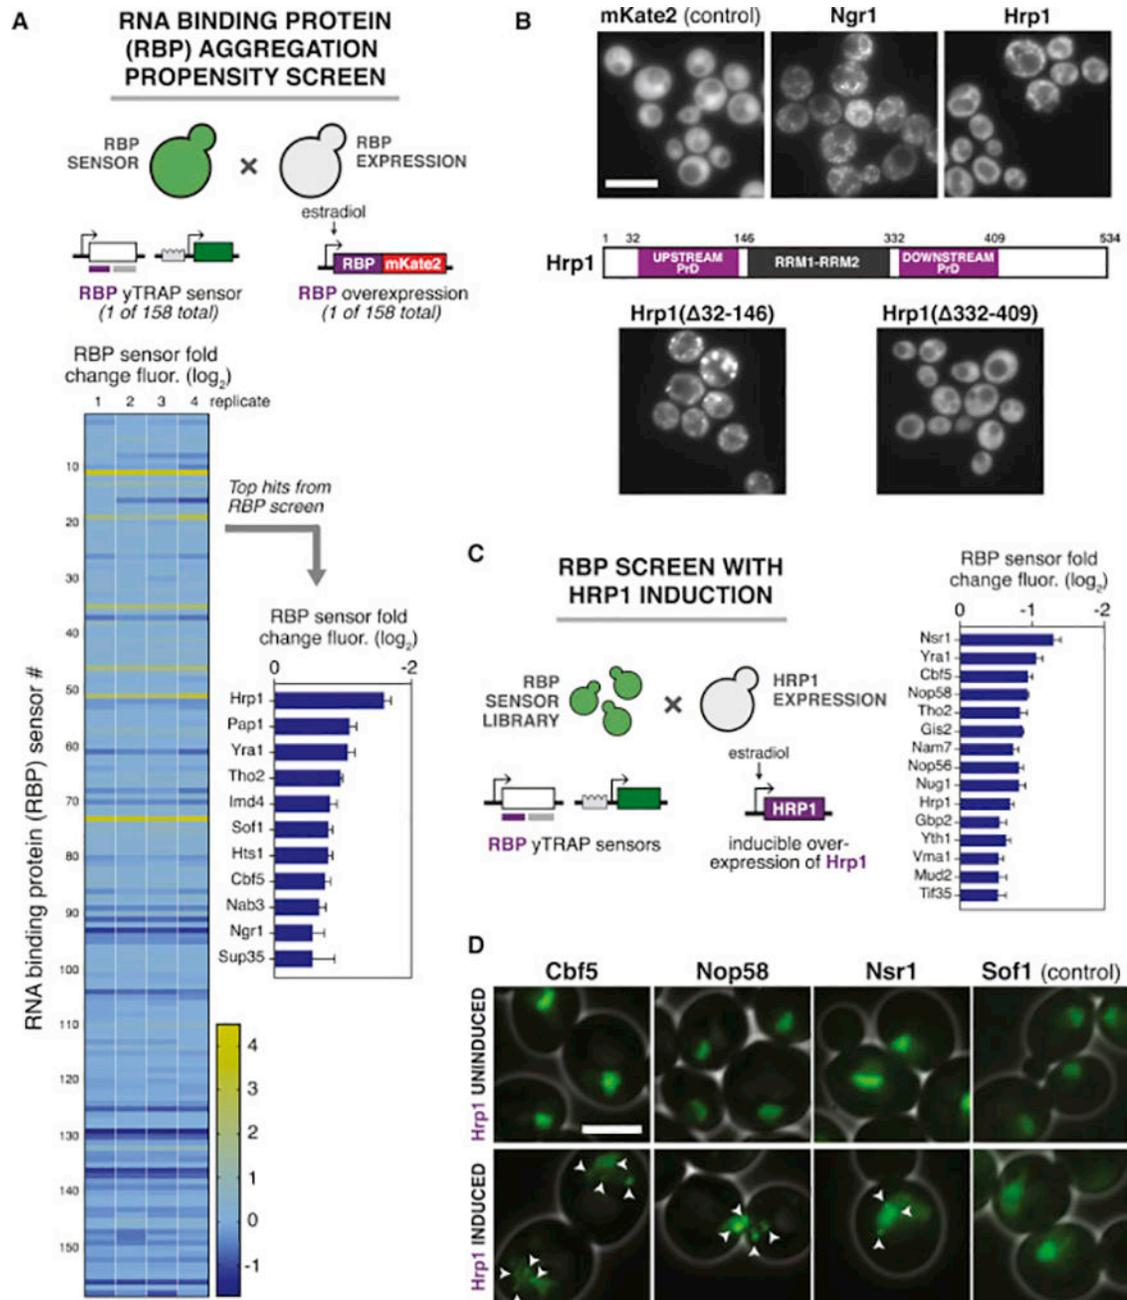 A
RNA BINDING PROTEIN
(RBP) AGGREGATION
PROPENSITY SCREEN
RBP
SENSOR
×
RBP
EXPRESSION
estradiol
RBP mKate2
RBP yTRAP sensor
(1 of 158 total)
RBP overexpression
(1 of 158 total)
RBP sensor fold
change fluor. (log2)
1 2 3 4 replicate
RNA binding protein (RBP) sensor #
10
20
30
40
50
60
70
80
90
100
110
120
130
140
150
Top hits from
RBP screen
RBP sensor fold
change fluor. (log2)
0 -2
Hrp1
Pap1
Yra1
Tho2
Imd4
Sof1
Hts1
Cbf5
Nab3
Ngr1
Sup35
4
3
2
1
0
-1
B
mKate2 (control) Ngr1 Hrp1
1 32 146 332 409 534
Hrp1
UPSTREAM
PrD
RRM1-RRM2
DOWNSTREAM
PrD
Hrp1(Δ32-146) Hrp1(Δ332-409)
C
RBP SCREEN WITH
HRP1 INDUCTION
RBP
SENSOR
LIBRARY
×
HRP1
EXPRESSION
estradiol
HRP1
RBP yTRAP sensors
inducible over-
expression of Hrp1
RBP sensor fold
change fluor. (log2)
0 -1 -2
Nsr1
Yra1
Cbf5
Nop58
Tho2
Gis2
Nam7
Nop56
Nug1
Hrp1
Gbp2
Yth1
Vma1
Mud2
Tif35
D
Cbf5 Nop58 Nsr1 Sof1 (control)
Hrp1 UNINDUCED
Hrp1 INDUCED